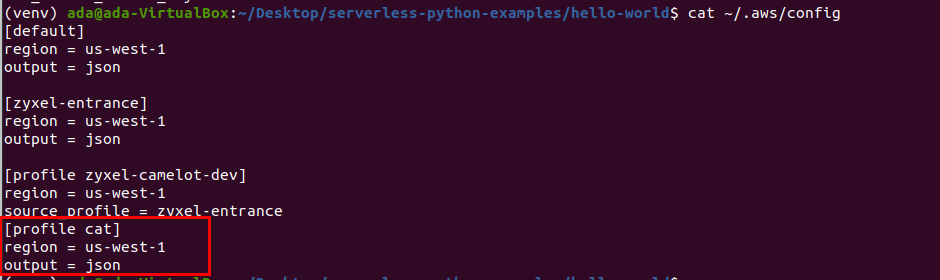 (venv) ada@ada-VirtualBox:~/Desktop/serverless-python-examples/hello-world$ cat ~/.aws/config
[default]
region = us-west-1
output = json
[zyxel-entrance]
region = us-west-1
output = json
[profile zyxel-camelot-dev]
region = us-west-1
source_profile = zyxel-entrance
[profile cat]
region = us-west-1
output = json